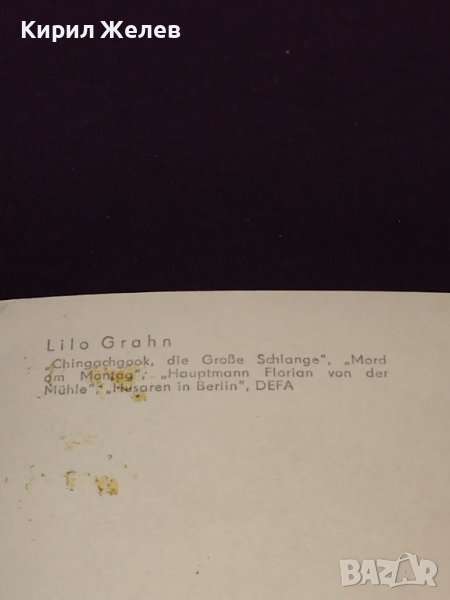 Кирил Желев
Lilo Grahn
„Chingachgook, die Große Schlange", „Mord
am Montag", „Hauptmann Florian von der
Mühle", „Husaren in Berlin", DEFA
BAZAR